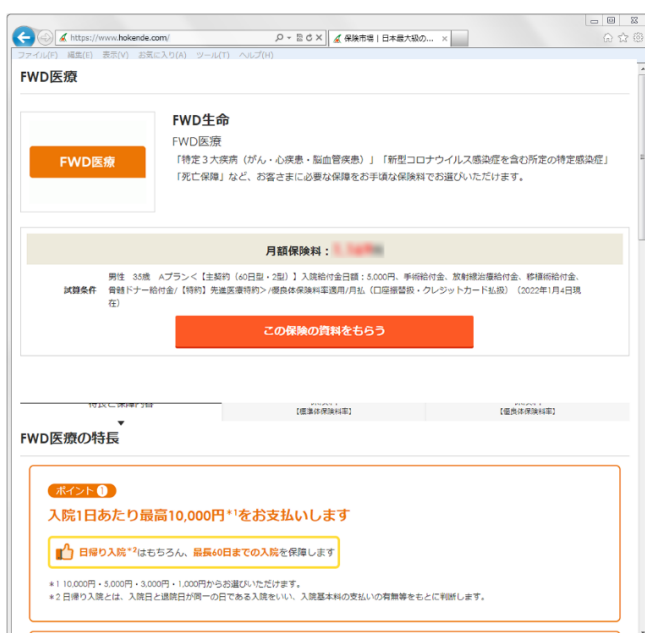 https://www.hokende.com/
保険市場 | 日本最大級の...
ファイル(F) 編集(E) 表示(V) お気に入り(A) ツール(T) ヘルプ(H)
FWD医療
FWD医療
FWD生命
FWD医療
「特定３大疾病（がん・心疾患・脳血管疾患）」「新型コロナウイルス感染症を含む所定の特定感染症」
「死亡保障」など、お客さまに必要な保障をお手頃な保険料でお選びいただけます。
月額保険料：
試算条件
男性 35歳 Aプラン＜【主契約（60日型・2型）】入院給付金日額：5,000円、手術給付金、放射線治療給付金、移植術給付金、
骨髄ドナー給付金/【特約】先進医療特約＞/優良体保険料率適用/月払（口座振替扱・クレジットカード払扱）（2022年1月4日現
在）
この保険の資料をもらう
特長と保障内容
【標準体保険料率】
【優良体保険料率】
FWD医療の特長
ポイント1
入院1日あたり最高10,000円*1をお支払いします
日帰り入院*2はもちろん、最長60日までの入院を保障します
*1 10,000円・5,000円・3,000円・1,000円からお選びいただけます。
*2 日帰り入院とは、入院日と退院日が同一の日である入院をいい、入院基本料の支払いの有無等をもとに判断します。